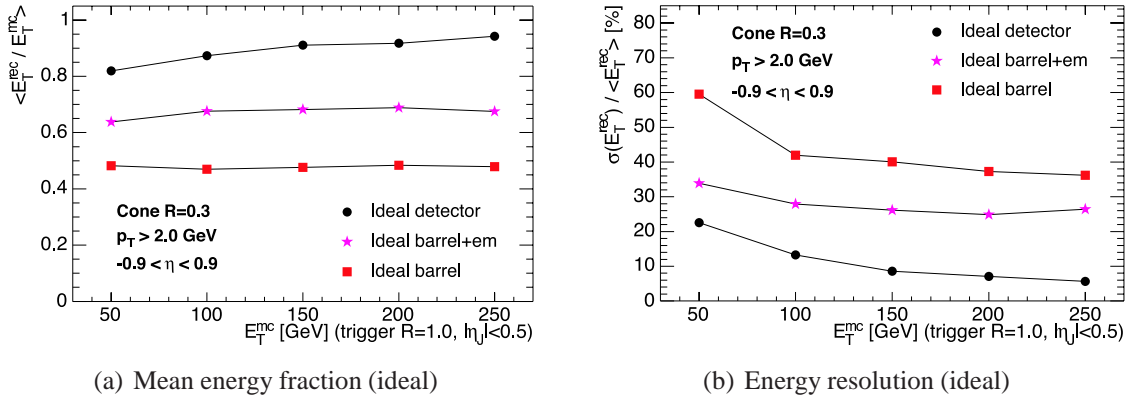 <E_T^rec / E_T^mc>
1
0.8
0.6
0.4
0.2
0
Cone R=0.3
p_T > 2.0 GeV
-0.9 < η < 0.9
Ideal detector
Ideal barrel+em
Ideal barrel
50 100 150 200 250
E_T^mc [GeV] (trigger R=1.0, |η_J|<0.5)
(a) Mean energy fraction (ideal)
σ(E_T^rec) / <E_T^rec> [%]
80
70
60
50
40
30
20
10
0
Cone R=0.3
p_T > 2.0 GeV
-0.9 < η < 0.9
Ideal detector
Ideal barrel+em
Ideal barrel
50 100 150 200 250
E_T^mc [GeV] (trigger R=1.0, |η_J|<0.5)
(b) Energy resolution (ideal)